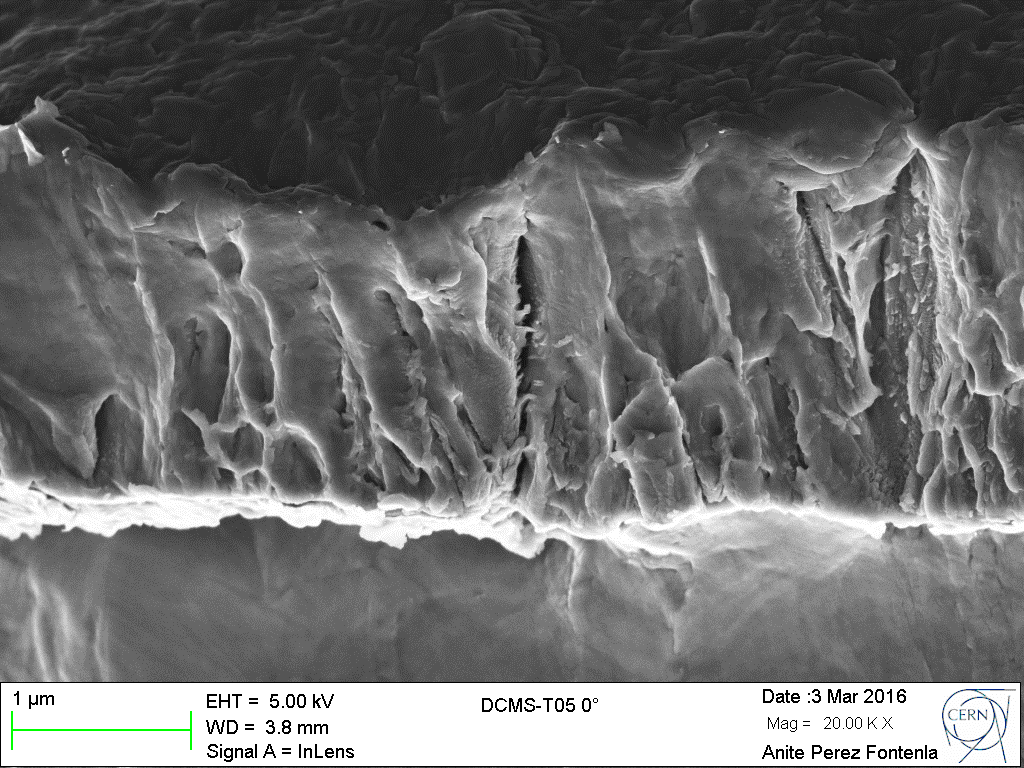 1 µm
EHT = 5.00 kV
WD = 3.8 mm
Signal A = InLens
DCMS-T05 0°
Date :3 Mar 2016
Mag = 20.00 K X
Anite Perez Fontenla
CERN